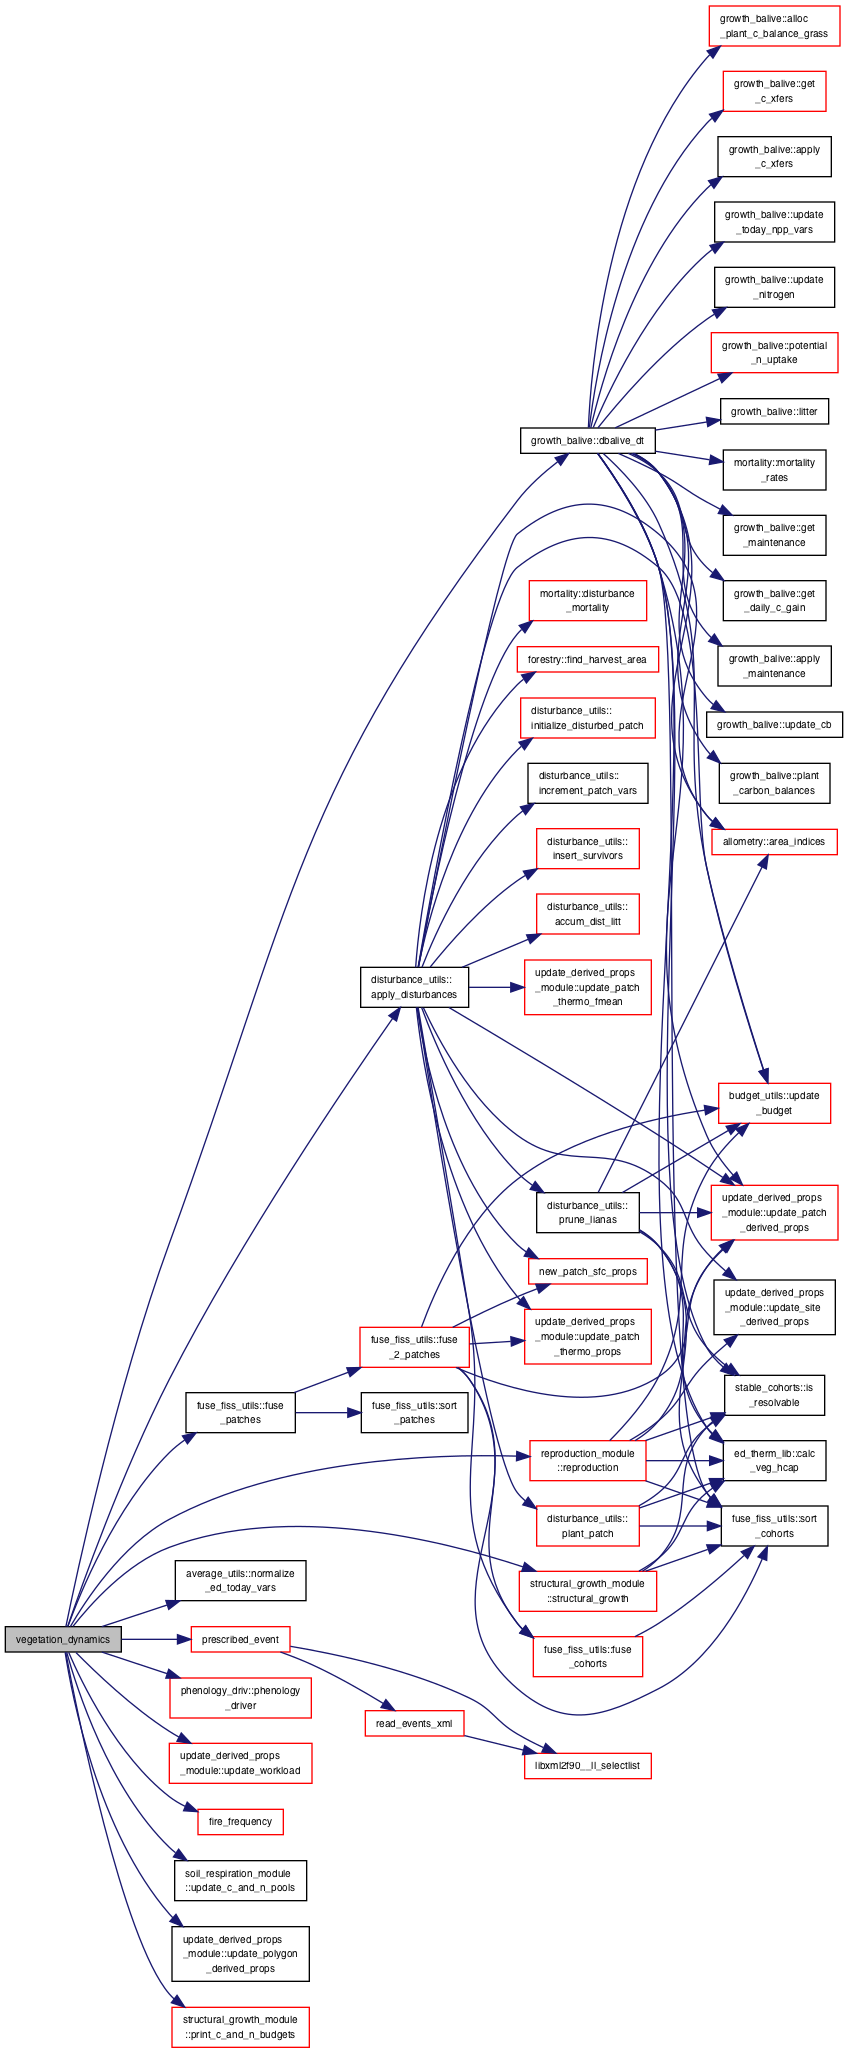 growth_balive::alloc
_plant_c_balance_grass
growth_balive::get
_c_xfers
growth_balive::apply
_c_xfers
growth_balive::update
_today_npp_vars
growth_balive::update
_nitrogen
growth_balive::potential
_n_uptake
growth_balive::litter
growth_balive::dbalive_dt
mortality::mortality
_rates
growth_balive::get
_maintenance
growth_balive::get
_daily_c_gain
mortality::disturbance
_mortality
forestry::find_harvest_area
growth_balive::apply
_maintenance
disturbance_utils::
initialize_disturbed_patch
growth_balive::update_cb
disturbance_utils::
increment_patch_vars
growth_balive::plant
_carbon_balances
disturbance_utils::
insert_survivors
allometry::area_indices
disturbance_utils::
accum_dist_litt
disturbance_utils::
apply_disturbances
update_derived_props
_module::update_patch
_thermo_fmean
budget_utils::update
_budget
disturbance_utils::
prune_lianas
update_derived_props
_module::update_patch
_derived_props
new_patch_sfc_props
update_derived_props
_module::update_site
_derived_props
fuse_fiss_utils::fuse
_2_patches
update_derived_props
_module::update_patch
_thermo_props
fuse_fiss_utils::fuse
_patches
fuse_fiss_utils::sort
_patches
stable_cohorts::is
_resolvable
reproduction_module
::reproduction
ed_therm_lib::calc
_veg_hcap
disturbance_utils::
plant_patch
fuse_fiss_utils::sort
_cohorts
average_utils::normalize
_ed_today_vars
structural_growth_module
::structural_growth
vegetation_dynamics
prescribed_event
fuse_fiss_utils::fuse
_cohorts
phenology_driv::phenology
_driver
read_events_xml
update_derived_props
_module::update_workload
libxml2f90__ll_selectlist
fire_frequency
soil_respiration_module
::update_c_and_n_pools
update_derived_props
_module::update_polygon
_derived_props
structural_growth_module
::print_c_and_n_budgets